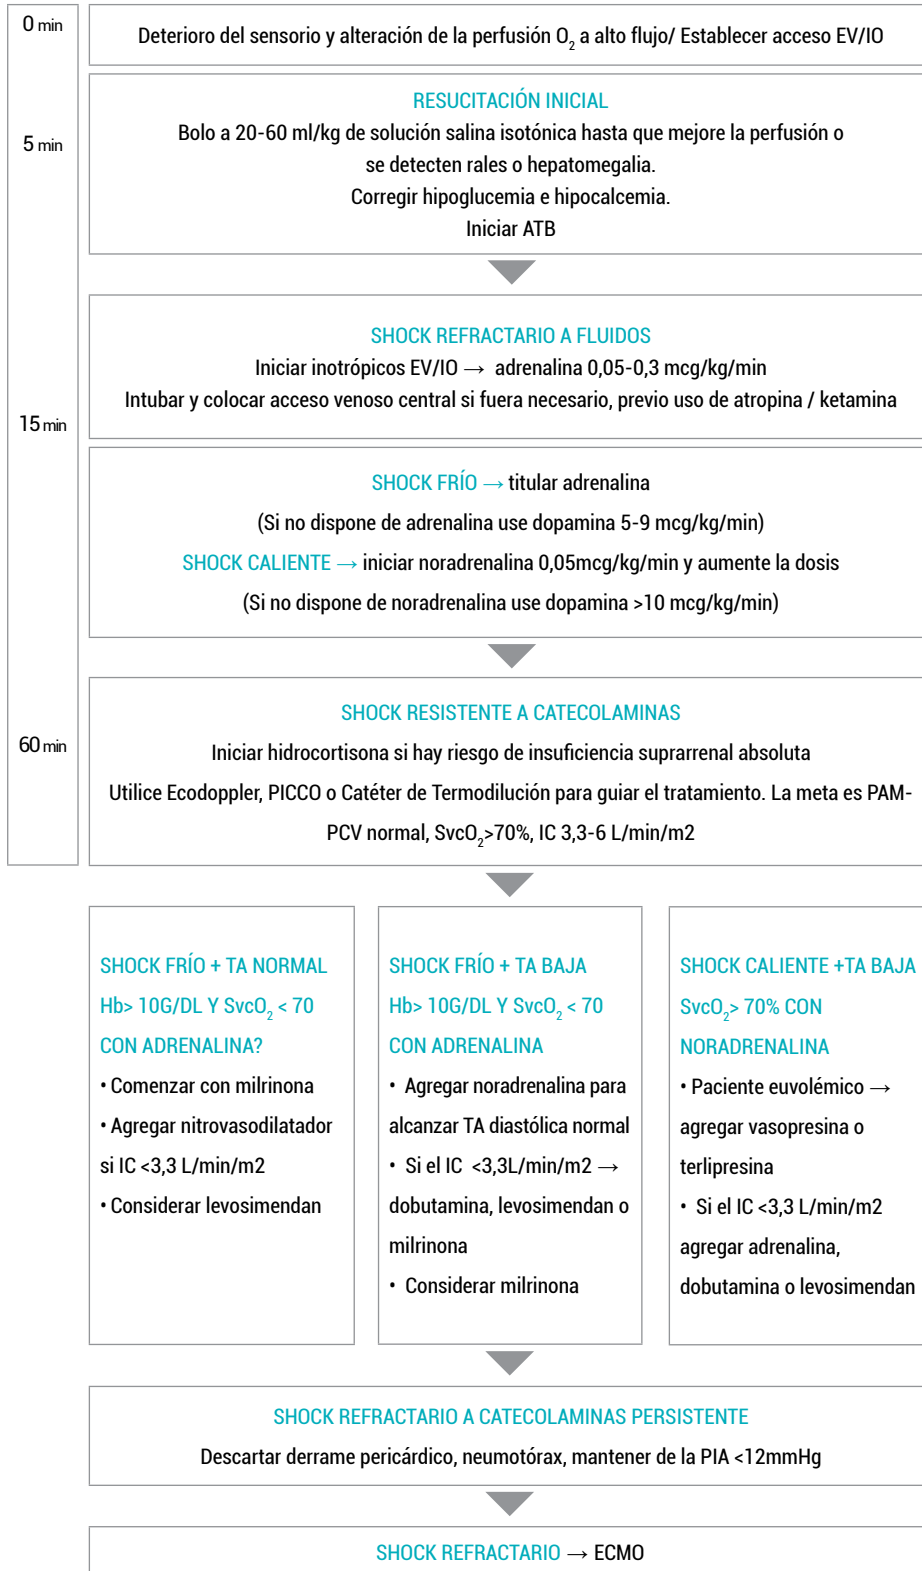 0 min
Deterioro del sensorio y alteración de la perfusión O₂ a alto flujo/ Establecer acceso EV/IO
5 min
RESUCITACIÓN INICIAL
Bolo a 20-60 ml/kg de solución salina isotónica hasta que mejore la perfusión o
se detecten rales o hepatomegalia.
Corregir hipoglucemia e hipocalcemia.
Iniciar ATB
15 min
SHOCK REFRACTARIO A FLUIDOS
Iniciar inotrópicos EV/IO → adrenalina 0,05-0,3 mcg/kg/min
Intubar y colocar acceso venoso central si fuera necesario, previo uso de atropina / ketamina
SHOCK FRÍO → titular adrenalina
(Si no dispone de adrenalina use dopamina 5-9 mcg/kg/min)
SHOCK CALIENTE → iniciar noradrenalina 0,05mcg/kg/min y aumente la dosis
(Si no dispone de noradrenalina use dopamina >10 mcg/kg/min)
60 min
SHOCK RESISTENTE A CATECOLAMINAS
Iniciar hidrocortisona si hay riesgo de insuficiencia suprarrenal absoluta
Utilice Ecodoppler, PICCO o Catéter de Termodilución para guiar el tratamiento. La meta es PAM-
PCV normal, SvcO₂>70%, IC 3,3-6 L/min/m2
SHOCK FRÍO + TA NORMAL
Hb> 10G/DL Y SvcO₂ < 70
CON ADRENALINA?
• Comenzar con milrinona
• Agregar nitrovasodilatador
si IC <3,3 L/min/m2
• Considerar levosimendan
SHOCK FRÍO + TA BAJA
Hb> 10G/DL Y SvcO₂ < 70
CON ADRENALINA
• Agregar noradrenalina para
alcanzar TA diastólica normal
• Si el IC <3,3L/min/m2 →
dobutamina, levosimendan o
milrinona
• Considerar milrinona
SHOCK CALIENTE +TA BAJA
SvcO₂> 70% CON
NORADRENALINA
• Paciente euvolémico →
agregar vasopresina o
terlipresina
• Si el IC <3,3 L/min/m2
agregar adrenalina,
dobutamina o levosimendan
SHOCK REFRACTARIO A CATECOLAMINAS PERSISTENTE
Descartar derrame pericárdico, neumotórax, mantener de la PIA <12mmHg
SHOCK REFRACTARIO → ECMO